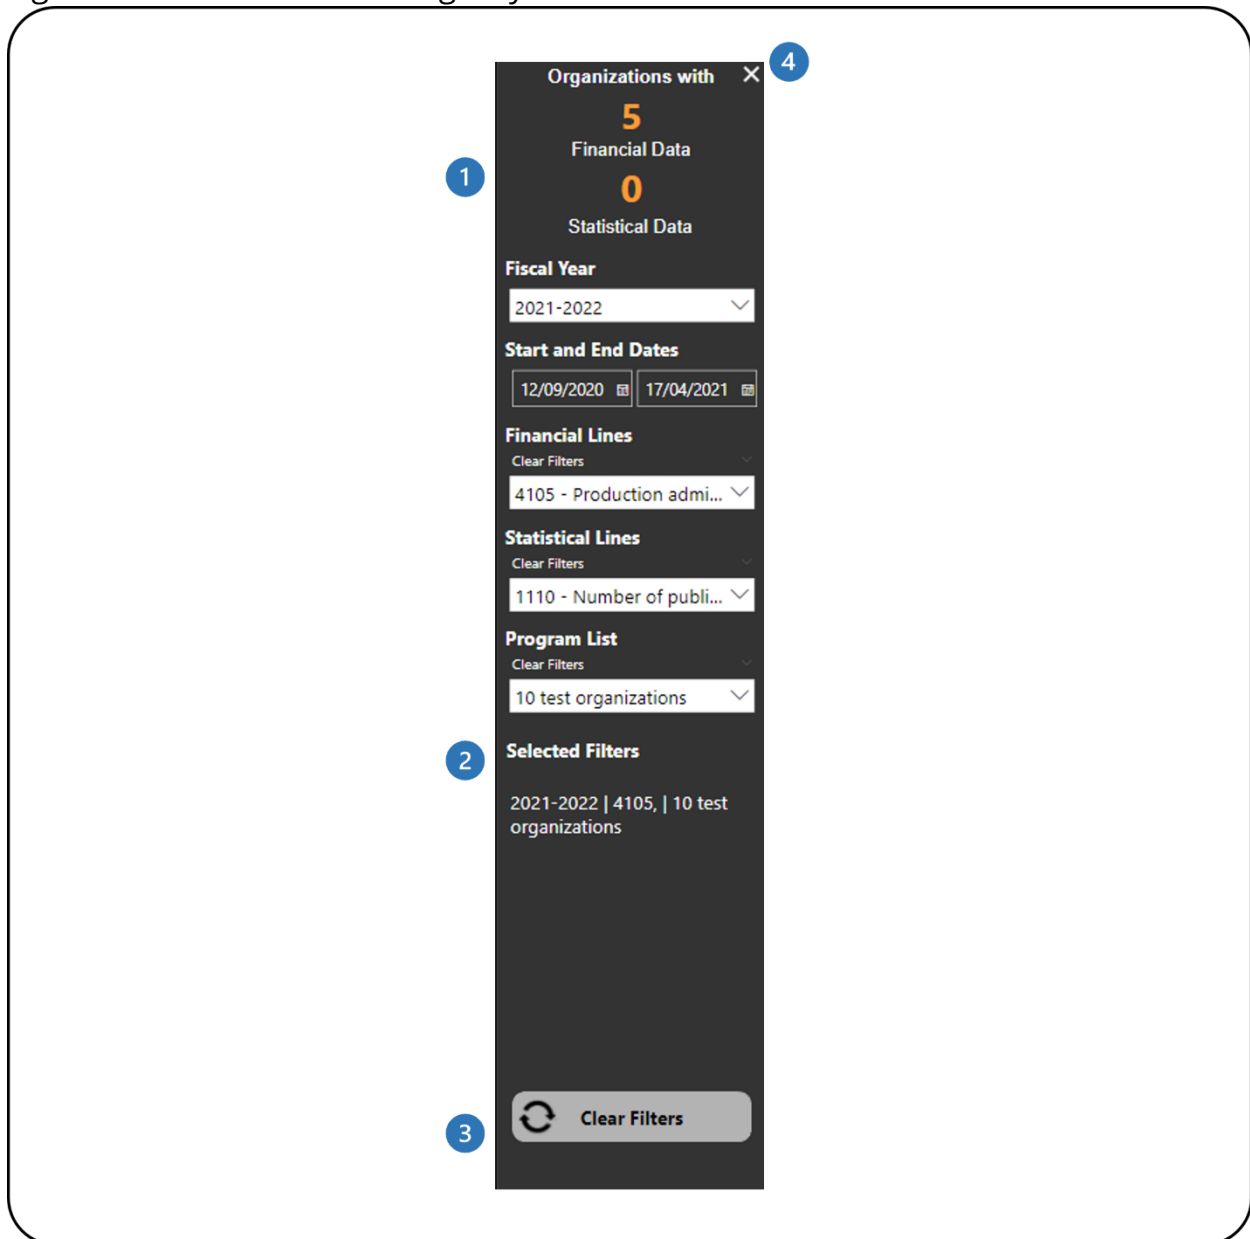 Organizations with
4
5
Financial Data
1
0
Statistical Data
Fiscal Year
2021-2022
Start and End Dates
12/09/2020 17/04/2021
Financial Lines
Clear Filters
4105 - Production admi...
Statistical Lines
Clear Filters
1110 - Number of publi...
Program List
Clear Filters
10 test organizations
2
Selected Filters
2021-2022 | 4105, | 10 test
organizations
Clear Filters
3